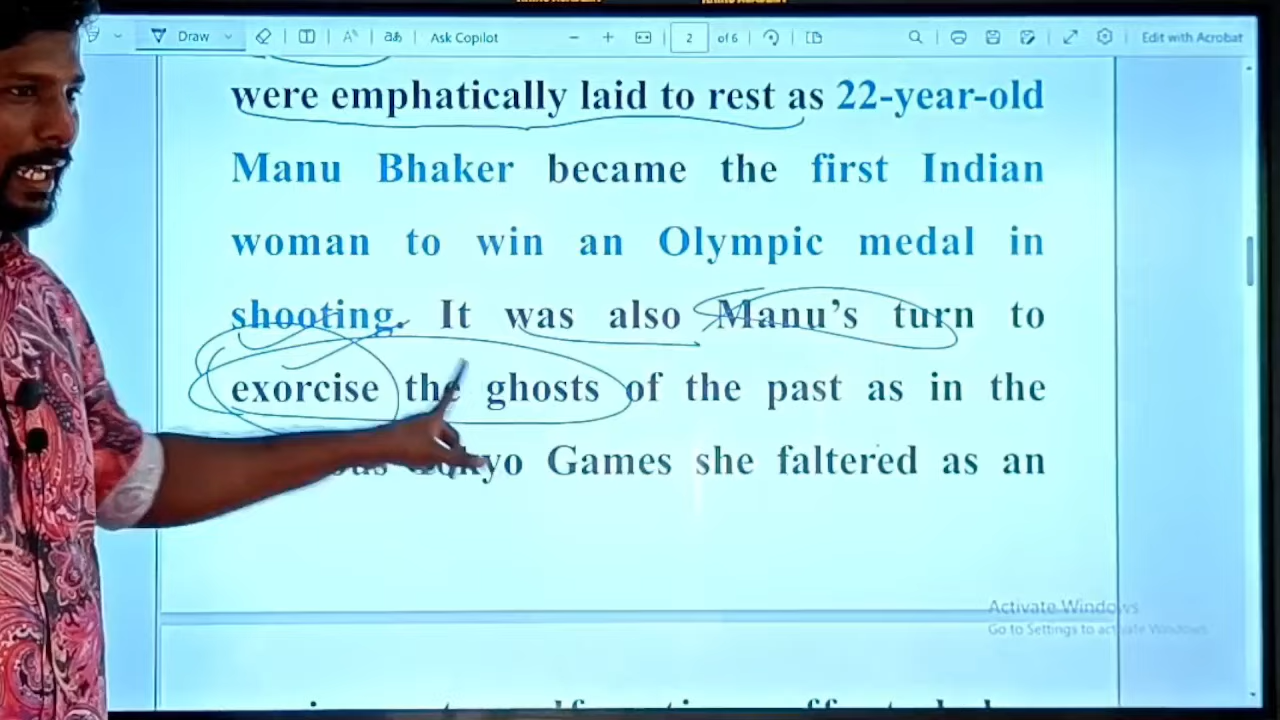 Draw
Ask Copilot
2 of 6
Edit with Acrobat
were emphatically laid to rest as 22-year-old
Manu Bhaker became the first Indian
woman to win an Olympic medal in
shooting. It was also Manu’s turn to
exorcise the ghosts of the past as in the
Tokyo Games she faltered as an
Activate Windows
Go to Settings to activate Windows.